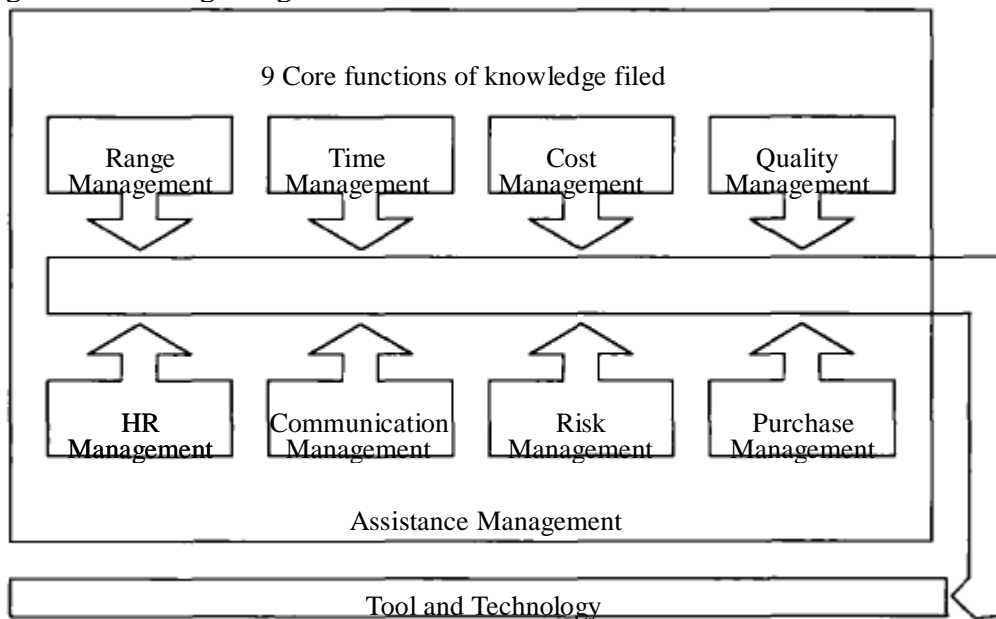 9 Core functions of knowledge filed
Range Management
Time Management
Cost Management
Quality Management
HR Management
Communication Management
Risk Management
Purchase Management
Assistance Management
Tool and Technology